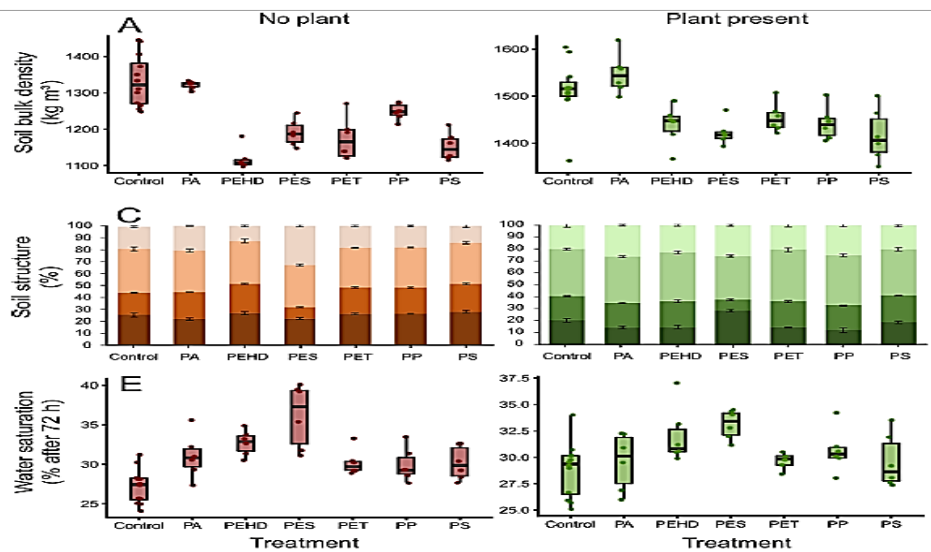 No plant Plant present
A
Soil bulk density
(kg m³)
1400
1300
1200
1100
1600
1500
1400
Control PA PEHD PES PET PP PS
Control PA PEHD PES PET PP PS
C
Soil structure
(%)
100
90
80
70
60
50
40
30
20
10
0
100
90
80
70
60
50
40
30
20
10
0
Control PA PEHD PES PET PP PS
Control PA PEHD PES PET PP PS
E
Water saturation
(% after 72 h)
40
35
30
25
37.5
35.0
32.5
30.0
27.5
25.0
Control PA PEHD PES PET PP PS
Control PA PEHD PES PET PP PS
Treatment Treatment